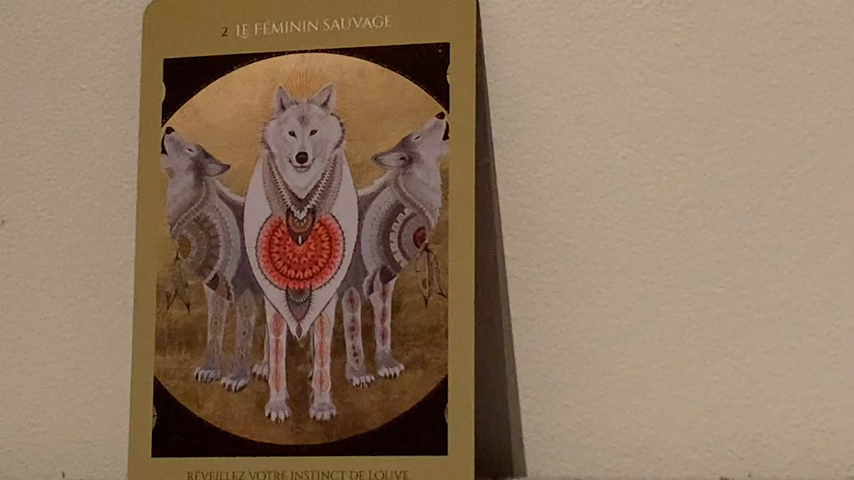 2 LE FÉMININ SAUVAGE
RÉVEILLEZ VOTRE INSTINCT DE LOUVE